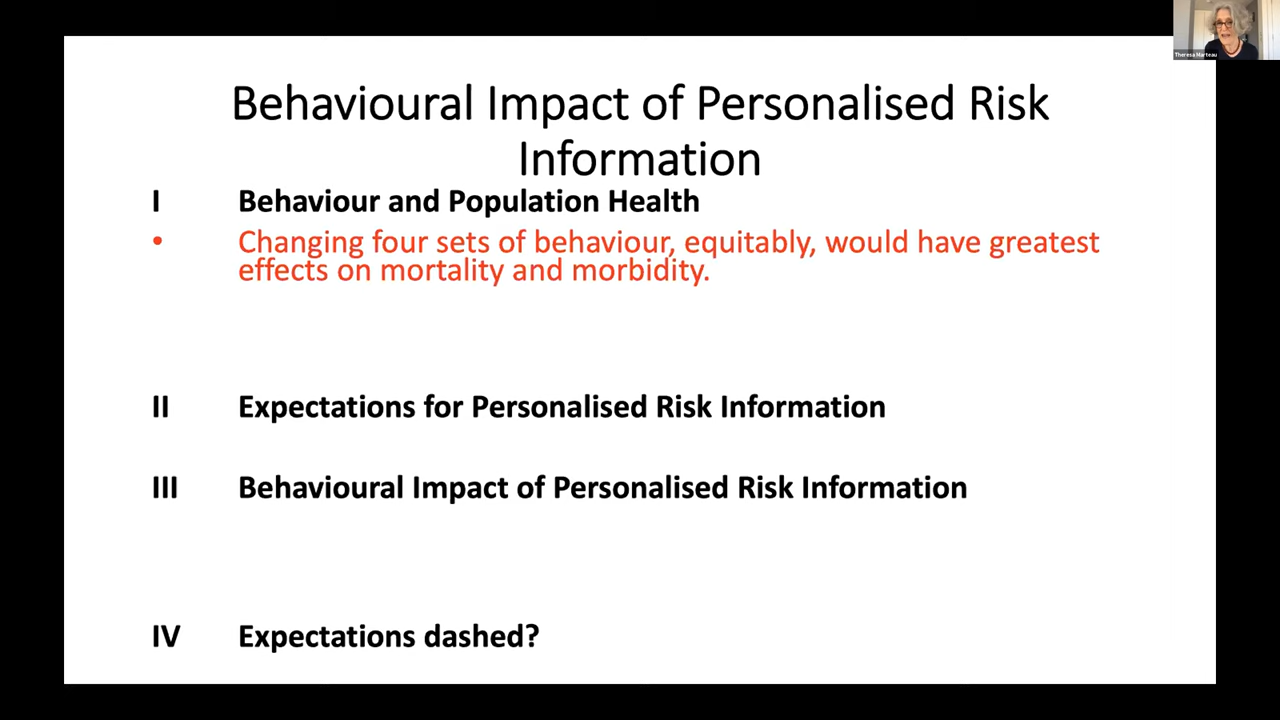 Theresa Marteau
Behavioural Impact of Personalised Risk
Information
I Behaviour and Population Health
• Changing four sets of behaviour, equitably, would have greatest
effects on mortality and morbidity.
II Expectations for Personalised Risk Information
III Behavioural Impact of Personalised Risk Information
IV Expectations dashed?